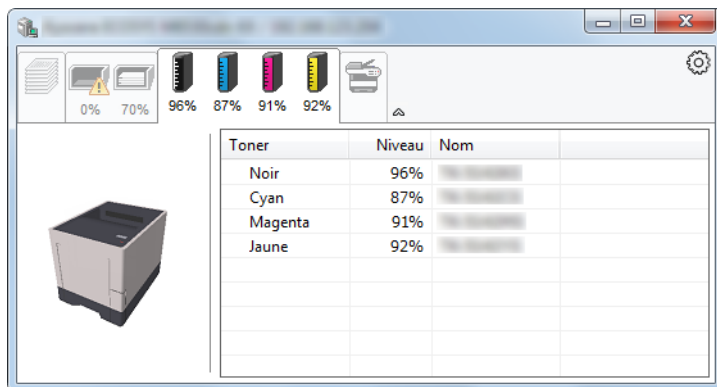 0% 70% 96% 87% 91% 92%
Toner Niveau Nom
Noir 96%
Cyan 87%
Magenta 91%
Jaune 92%